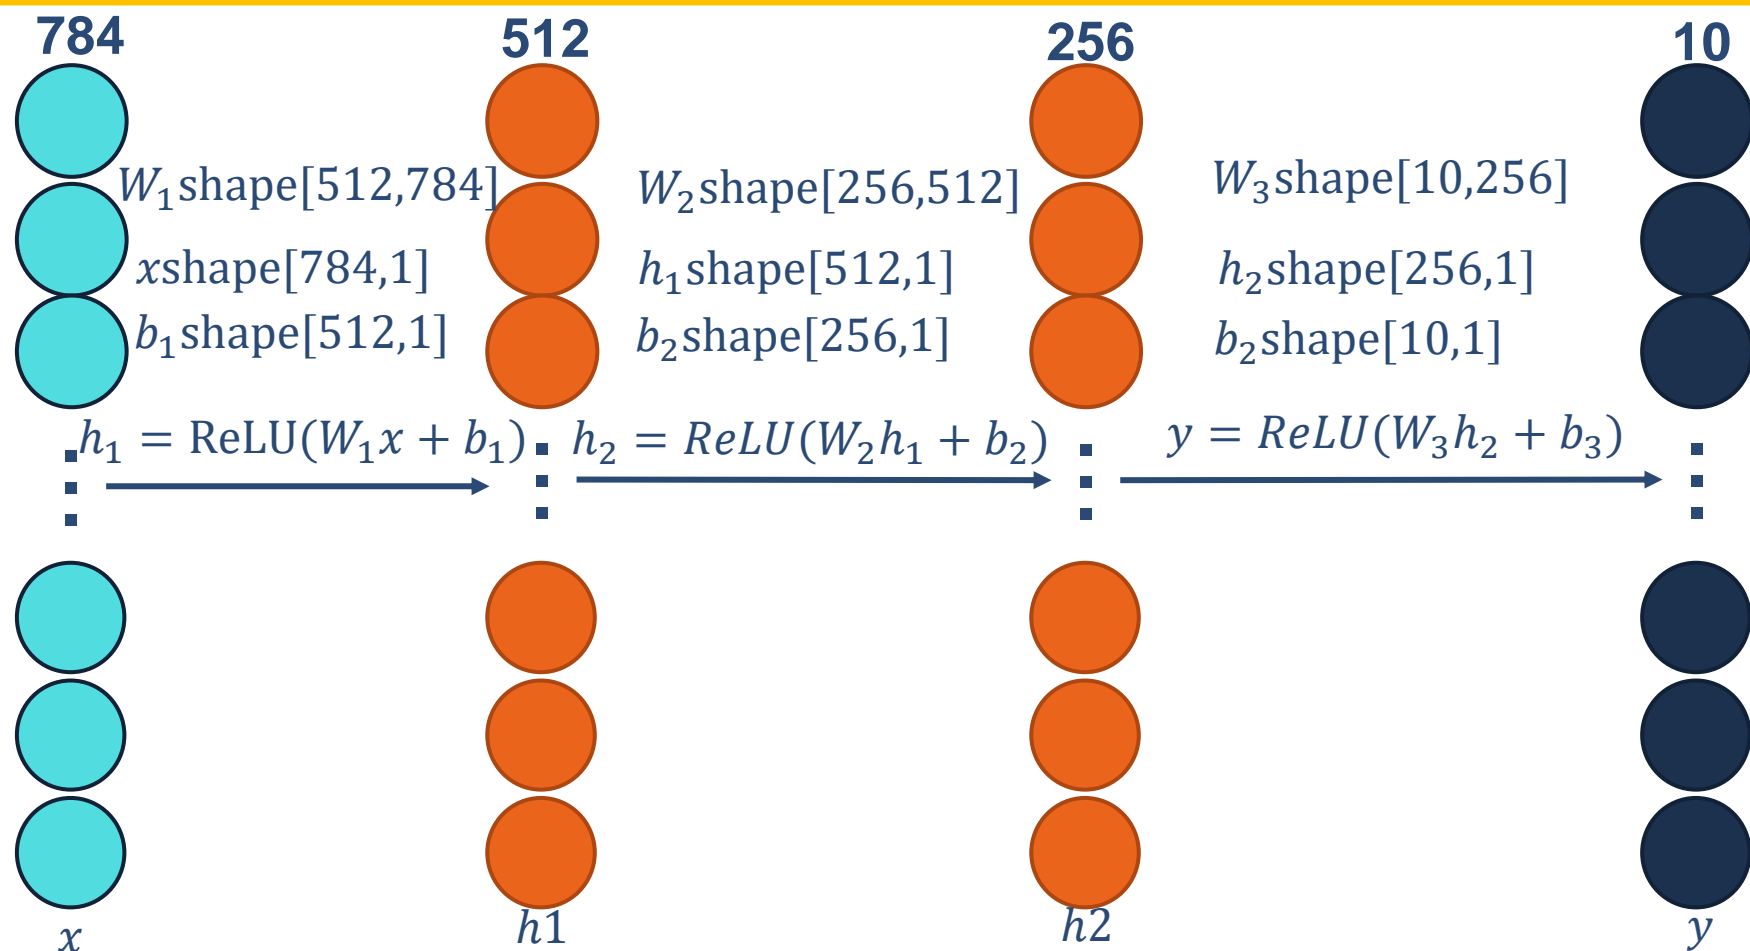 784
512
256
10
W₁shape[512,784]
xshape[784,1]
b₁shape[512,1]
h₁ = ReLU(W₁x + b₁)
W₂shape[256,512]
h₁shape[512,1]
b₂shape[256,1]
h₂ = ReLU(W₂h₁ + b₂)
W₃shape[10,256]
h₂shape[256,1]
b₂shape[10,1]
y = ReLU(W₃h₂ + b₃)
x
h1
h2
y